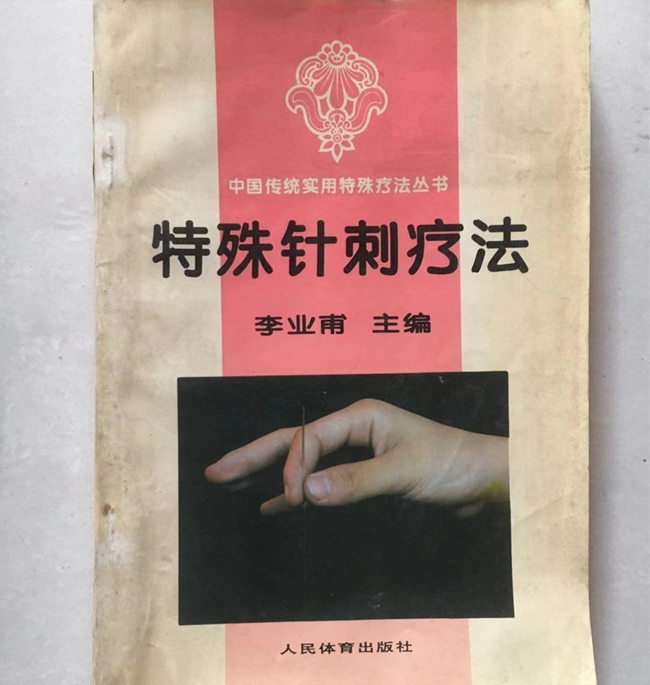 中国传统实用特殊疗法丛书
特殊针刺疗法
李业甫 主编
人民体育出版社